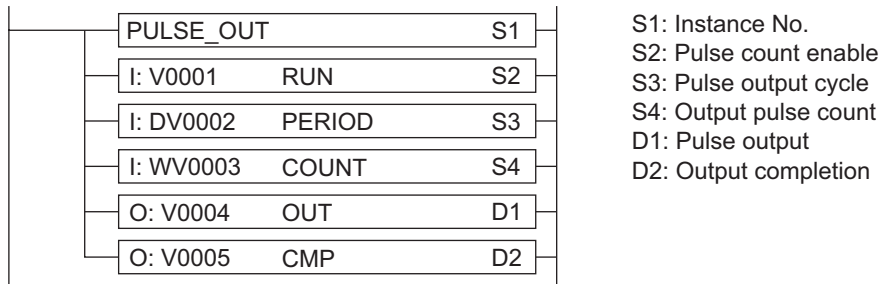 PULSE_OUT S1
I: V0001 RUN S2
I: DV0002 PERIOD S3
I: WV0003 COUNT S4
O: V0004 OUT D1
O: V0005 CMP D2
S1: Instance No.
S2: Pulse count enable
S3: Pulse output cycle
S4: Output pulse count
D1: Pulse output
D2: Output completion